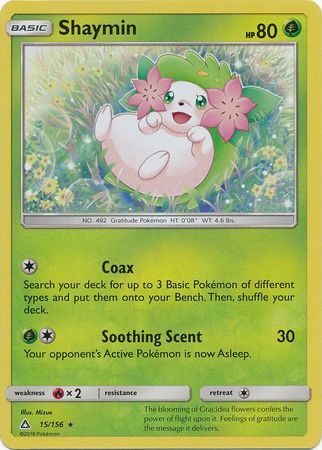 BASIC Shaymin HP 80
NO. 492 Gratitude Pokémon HT: 0'08" WT: 4.6 lbs.
Coax
Search your deck for up to 3 Basic Pokémon of different
types and put them onto your Bench. Then, shuffle your
deck.
Soothing Scent 30
Your opponent's Active Pokémon is now Asleep.
weakness × 2 resistance retreat
Illus. Mizue
15/156 ★
©2018 Pokémon
The blooming of Gracidea flowers confers the
power of flight upon it. Feelings of gratitude are
the message it delivers.